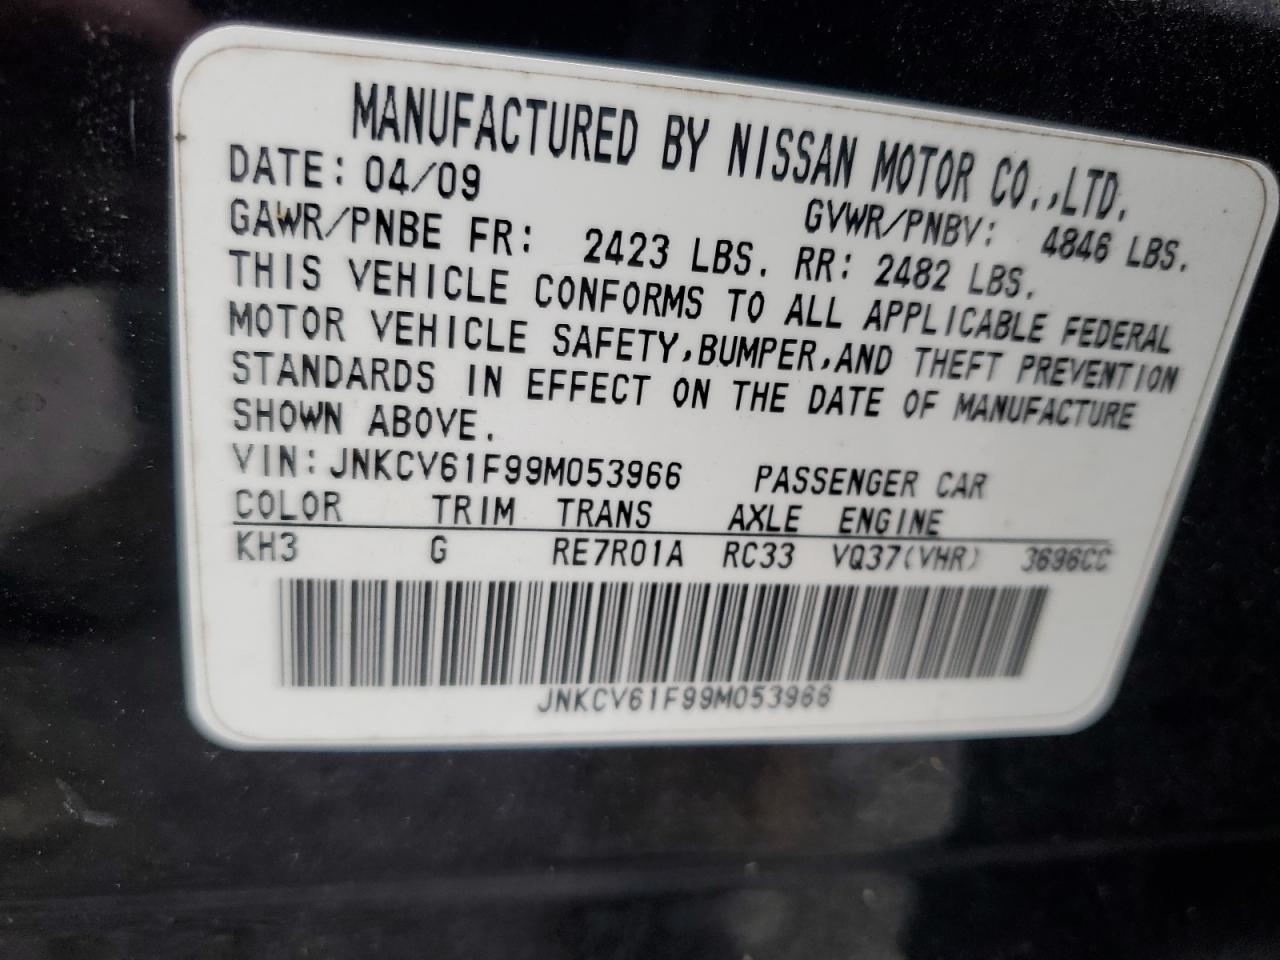 MANUFACTURED BY NISSAN MOTOR CO.,LTD.
DATE: 04/09 GVWR/PNBV: 4846 LBS.
GAWR/PNBE FR: 2423 LBS. RR: 2482 LBS.
THIS VEHICLE CONFORMS TO ALL APPLICABLE FEDERAL
MOTOR VEHICLE SAFETY,BUMPER,AND THEFT PREVENTION
STANDARDS IN EFFECT ON THE DATE OF MANUFACTURE
SHOWN ABOVE.
VIN: JNKCV61F99M053966 PASSENGER CAR
COLOR TRIM TRANS AXLE ENGINE
KH3 G RE7R01A RC33 VQ37(VHR) 3696CC
JNKCV61F99M053966